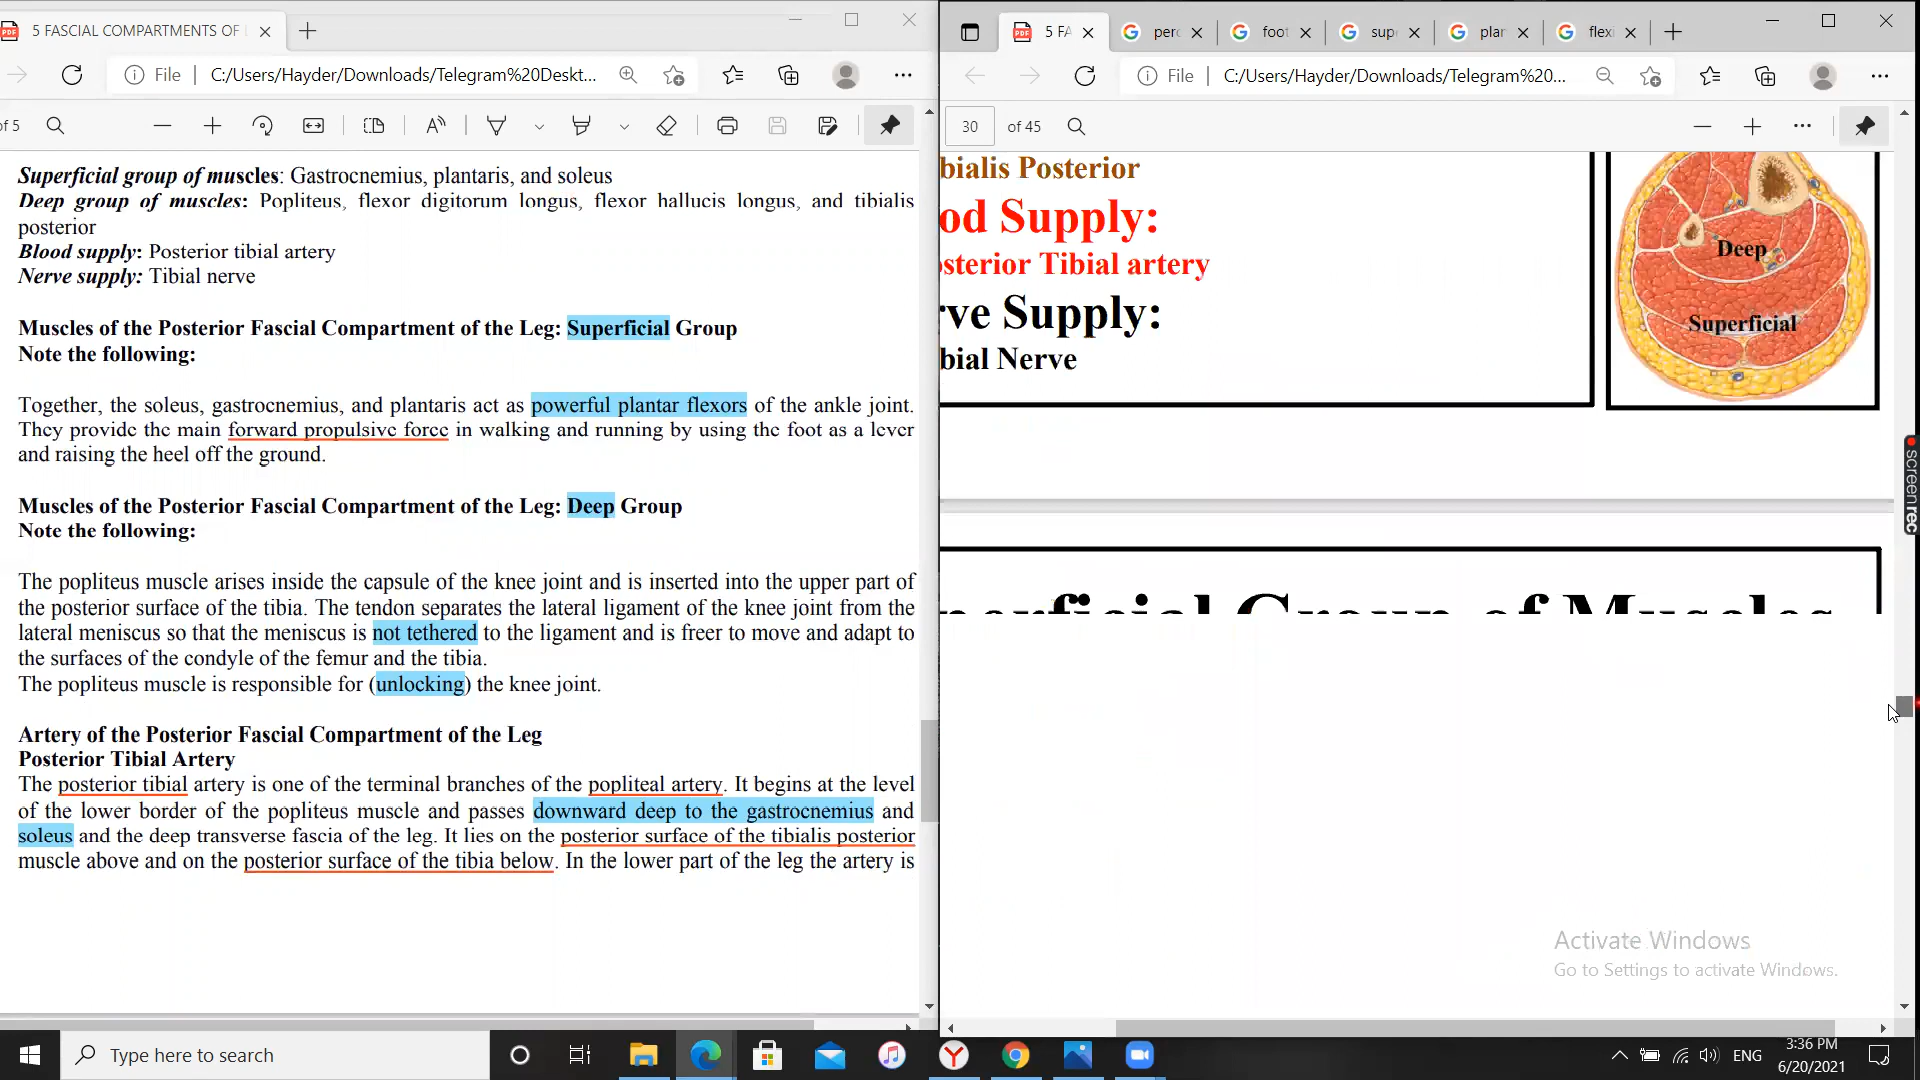 5 FASCIAL COMPARTMENTS OF
File
C:/Users/Hayder/Downloads/Telegram%20Deskt...
of 5
Superficial group of muscles: Gastrocnemius, plantaris, and soleus
Deep group of muscles: Popliteus, flexor digitorum longus, flexor hallucis longus, and tibialis
posterior
Blood supply: Posterior tibial artery
Nerve supply: Tibial nerve
Muscles of the Posterior Fascial Compartment of the Leg: Superficial Group
Note the following:
Together, the soleus, gastrocnemius, and plantaris act as powerful plantar flexors of the ankle joint.
They provide the main forward propulsive force in walking and running by using the foot as a lever
and raising the heel off the ground.
Muscles of the Posterior Fascial Compartment of the Leg: Deep Group
Note the following:
The popliteus muscle arises inside the capsule of the knee joint and is inserted into the upper part of
the posterior surface of the tibia. The tendon separates the lateral ligament of the knee joint from the
lateral meniscus so that the meniscus is not tethered to the ligament and is freer to move and adapt to
the surfaces of the condyle of the femur and the tibia.
The popliteus muscle is responsible for (unlocking) the knee joint.
Artery of the Posterior Fascial Compartment of the Leg
Posterior Tibial Artery
The posterior tibial artery is one of the terminal branches of the popliteal artery. It begins at the level
of the lower border of the popliteus muscle and passes downward deep to the gastrocnemius and
soleus and the deep transverse fascia of the leg. It lies on the posterior surface of the tibialis posterior
muscle above and on the posterior surface of the tibia below. In the lower part of the leg the artery is
5 FA
perc
foot
supe
plan
flexi
File
C:/Users/Hayder/Downloads/Telegram%20...
30 of 45
bialis Posterior
od Supply:
osterior Tibial artery
rve Supply:
bial Nerve
Deep
Superficial
perficial Group of Muscles
screenrec
Activate Windows
Go to Settings to activate Windows.
Type here to search
ENG
3:36 PM
6/20/2021